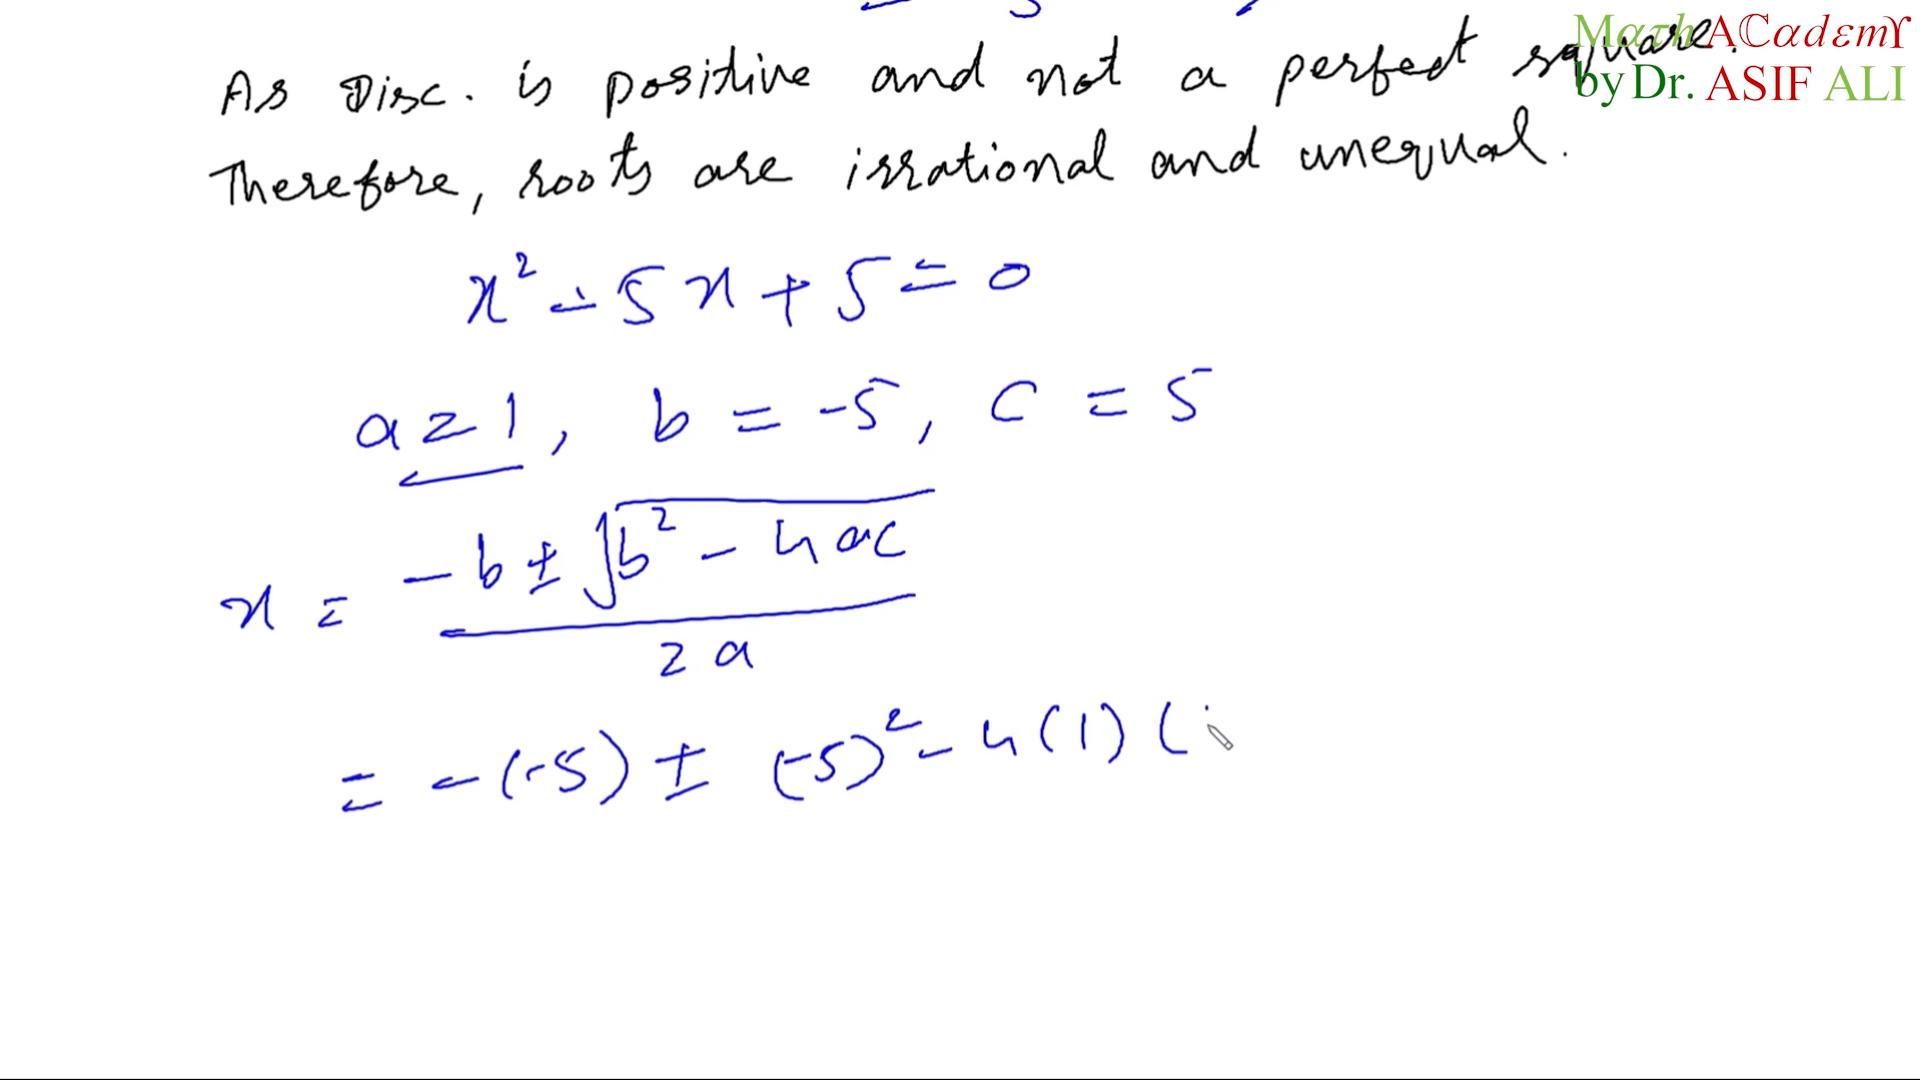 MαthACαdεmϒ
by Dr. ASIF ALI
As Disc. is positive and not a perfect square.
Therefore, roots are irrational and unequal.
x² - 5x + 5 = 0
a = 1, b = -5, c = 5
x = -b ± √b² - 4ac
2a
= -(-5) ± (-5)² - 4(1)(